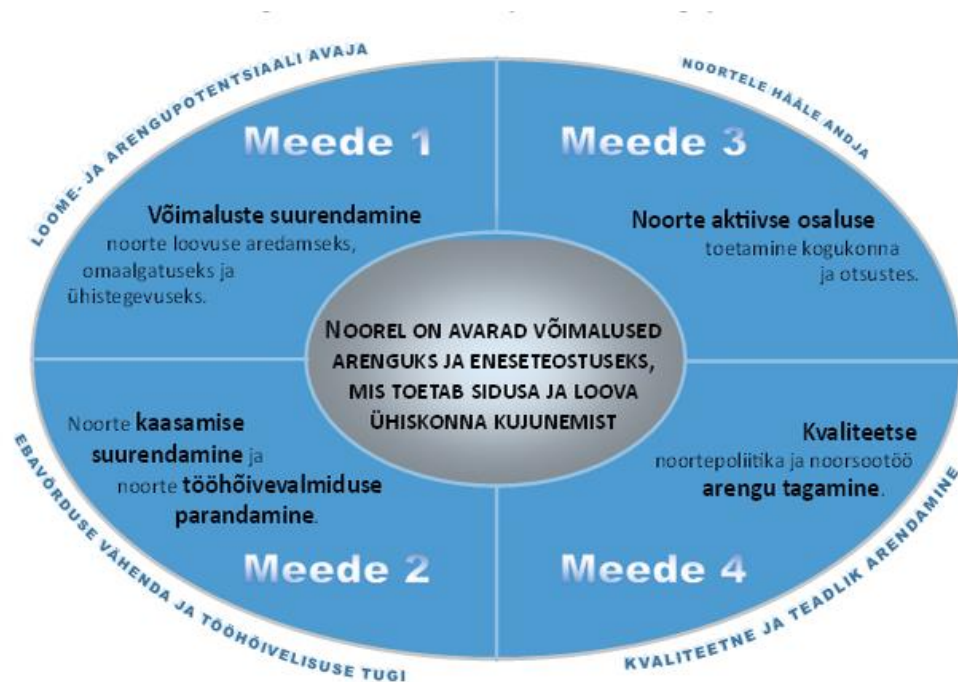 LOOME- JA ARENGUPOTENTSIAALI AVAJA
NOORTELE HÄÄLE ANDJA
Meede 1
Võimaluste suurendamine
noorte loovuse aredamseks,
omaalgatuseks ja
ühistegevuseks.
Meede 3
Noorte aktiivse osaluse
toetamine kogukonna
ja otsustes.
NOOREL ON AVARAD VÕIMALUSED
ARENGUKS JA ENESETEOSTUSEKS,
MIS TOETAB SIDUSA JA LOOVA
ÜHISKONNA KUJUNEMIST
Noorte kaasamise
suurendamine ja
noorte tööhõivevalmiduse
parandamine.
Meede 2
Kvaliteetse
noortepoliitika ja noorsootöö
arengu tagamine.
Meede 4
EBAVÕRDUSE VÄHENDA JA TÖÖHÕIVELISUSE TUGI
KVALITEETNE JA TEADLIK ARENDAMINE